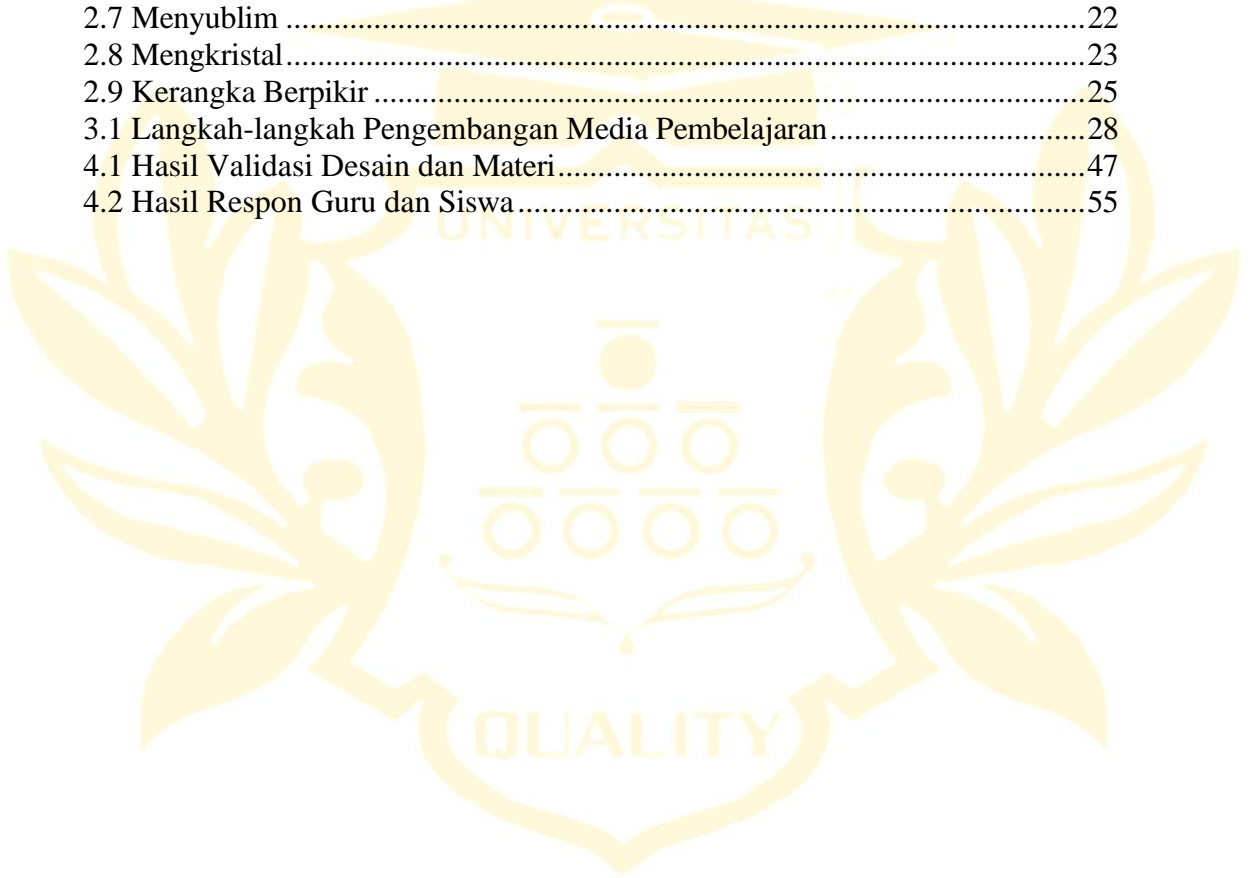 2.7 Menyublim ....................................................................................................22
2.8 Mengkristal....................................................................................................23
2.9 Kerangka Berpikir .........................................................................................25
3.1 Langkah-langkah Pengembangan Media Pembelajaran................................28
4.1 Hasil Validasi Desain dan Materi..................................................................47
4.2 Hasil Respon Guru dan Siswa.......................................................................55
UNIVERSITAS
QUALITY